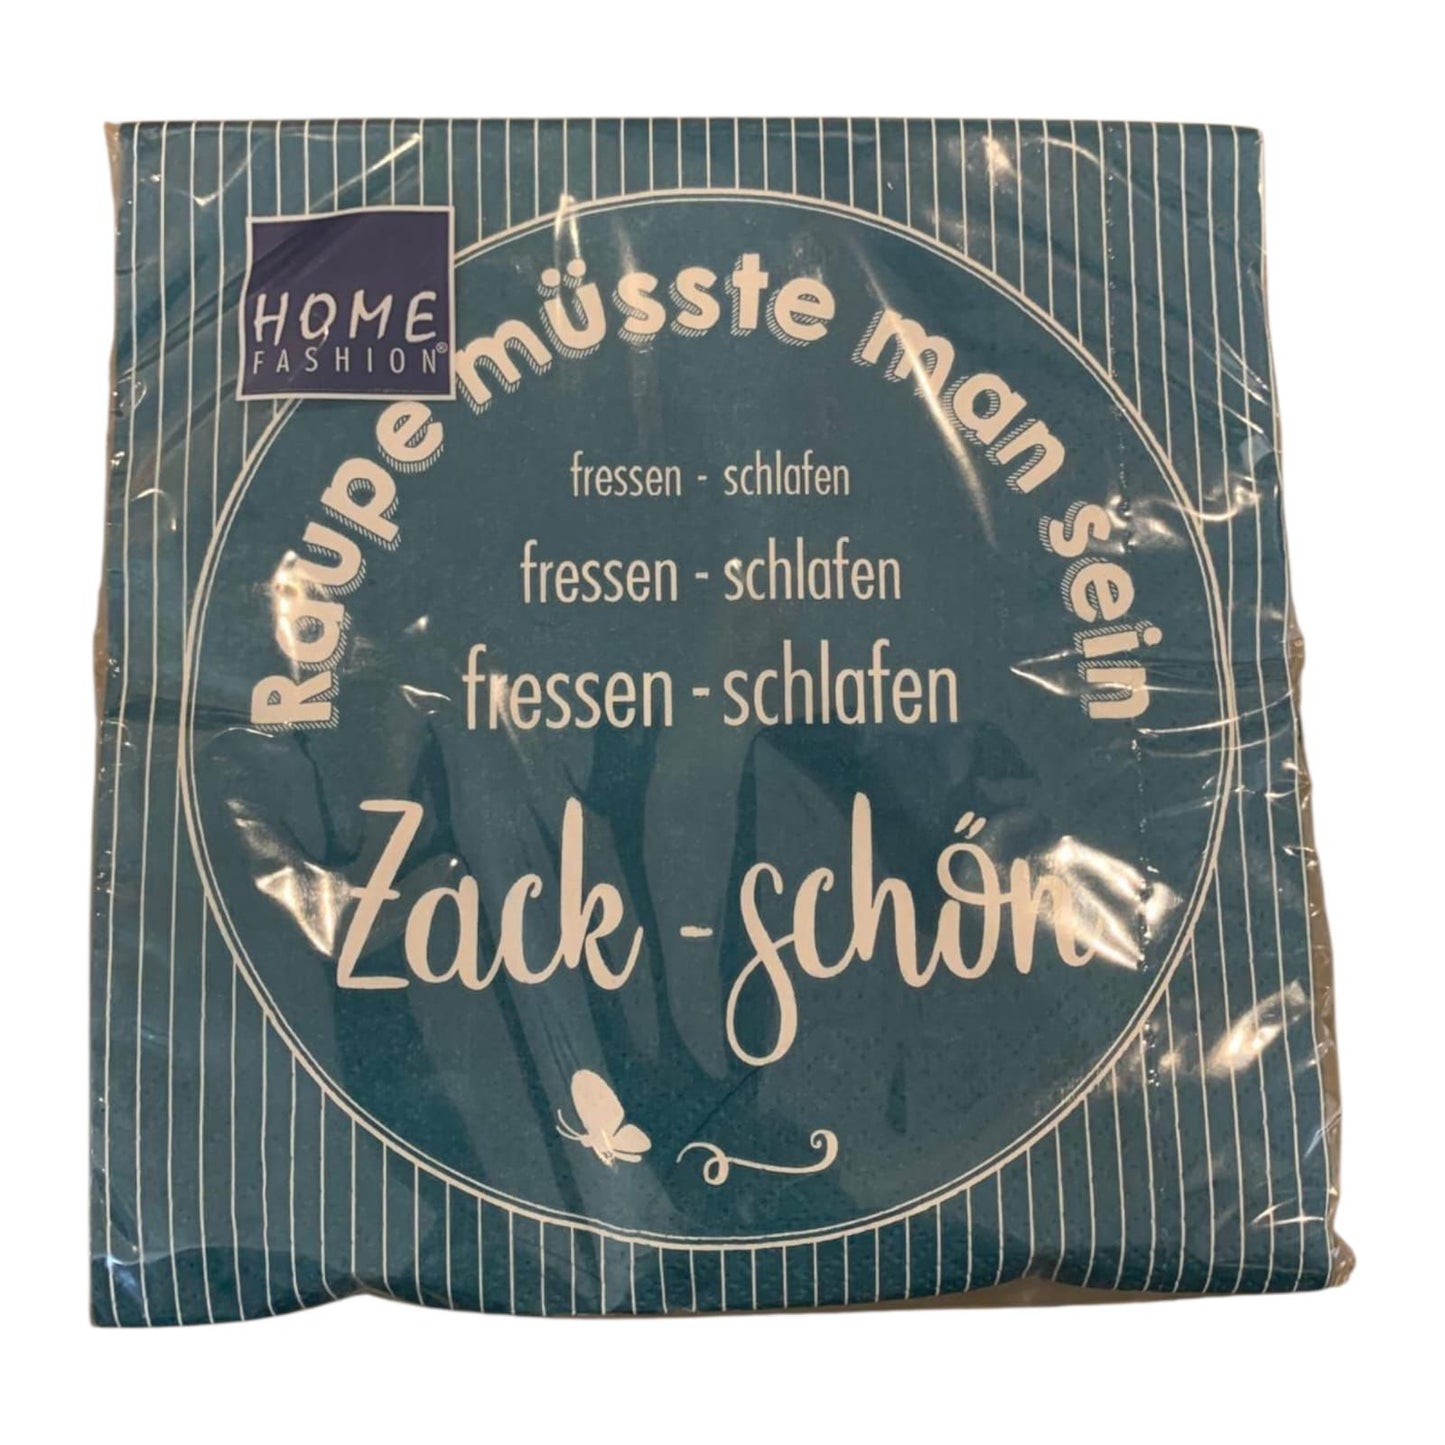 HOME
FASHION®
Raupe müsste man sein
fressen - schlafen
fressen - schlafen
fressen - schlafen
Zack - schön